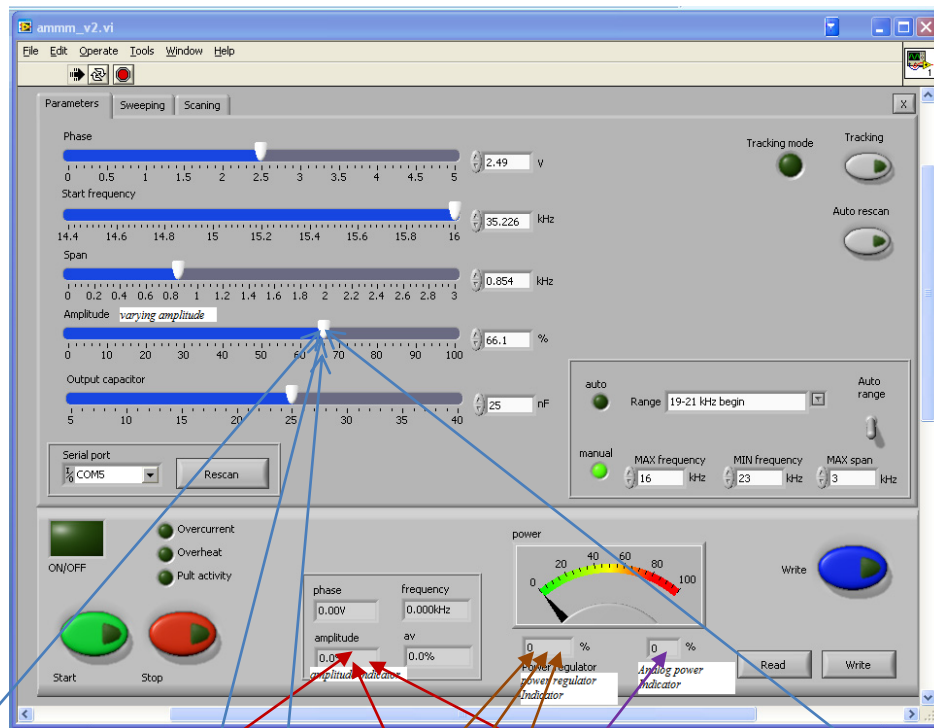 ammm_v2.vi
File Edit Operate Tools Window Help
1
Parameters Sweeping Scaning X
Phase
2.49 V
0 0.5 1 1.5 2 2.5 3 3.5 4 4.5 5
Tracking mode Tracking
Start frequency
35.226 kHz
14.4 14.6 14.8 15 15.2 15.4 15.6 15.8 16
Auto rescan
Span
0.854 kHz
0 0.2 0.4 0.6 0.8 1 1.2 1.4 1.6 1.8 2 2.2 2.4 2.6 2.8 3
Amplitude varying amplitude
66.1 %
0 10 20 30 40 50 60 70 80 90 100
Output capacitor
25 nF
5 10 15 20 25 30 35 40
auto Range 19-21 kHz begin Auto range
manual MAX frequency MIN frequency MAX span
16 kHz 23 kHz 3 kHz
Serial port
I/O COM5 Rescan
ON/OFF
Overcurrent
Overheat
Pult activity
power
0 20 40 60 80 100
Write
phase frequency
0.00V 0.000kHz
amplitude av
0.0% 0.0%
amplitude indicator
0 % 0 %
Power regulator
power regulator Indicator
Analog power Indicator
Read Write
Start Stop